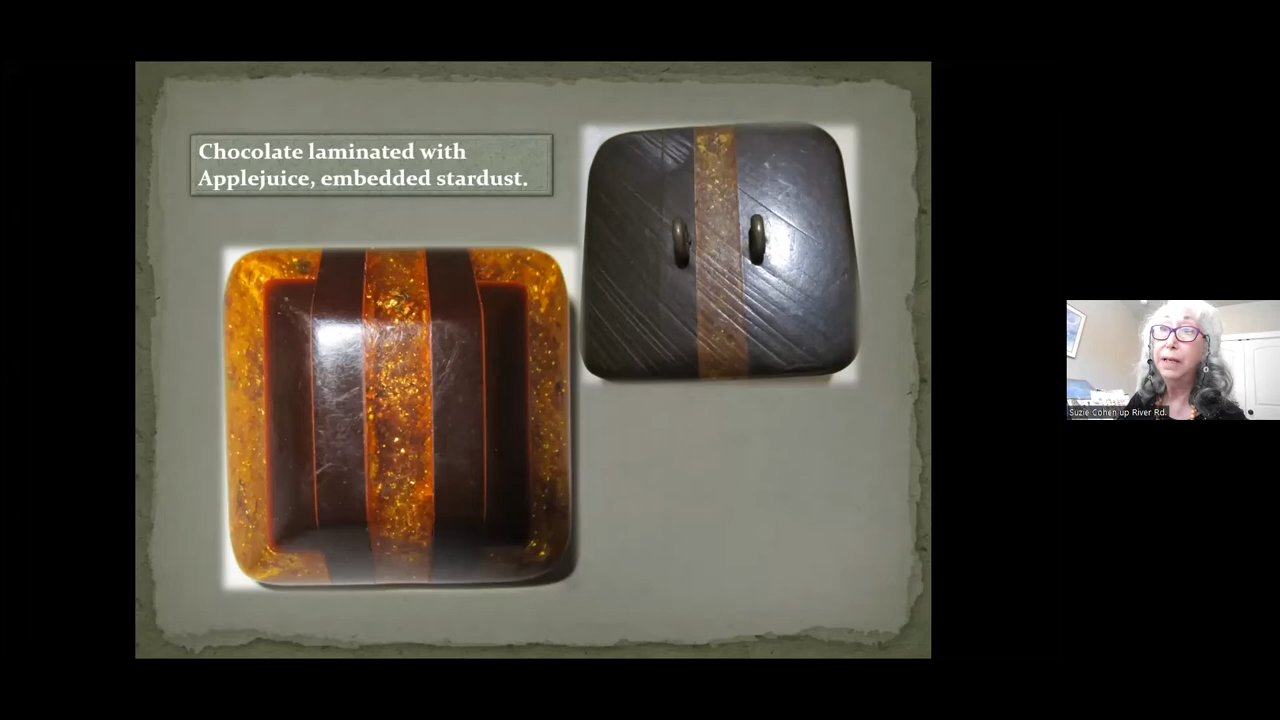 Chocolate laminated with
Applejuice, embedded stardust.
Suzie Cohen up River Rd.